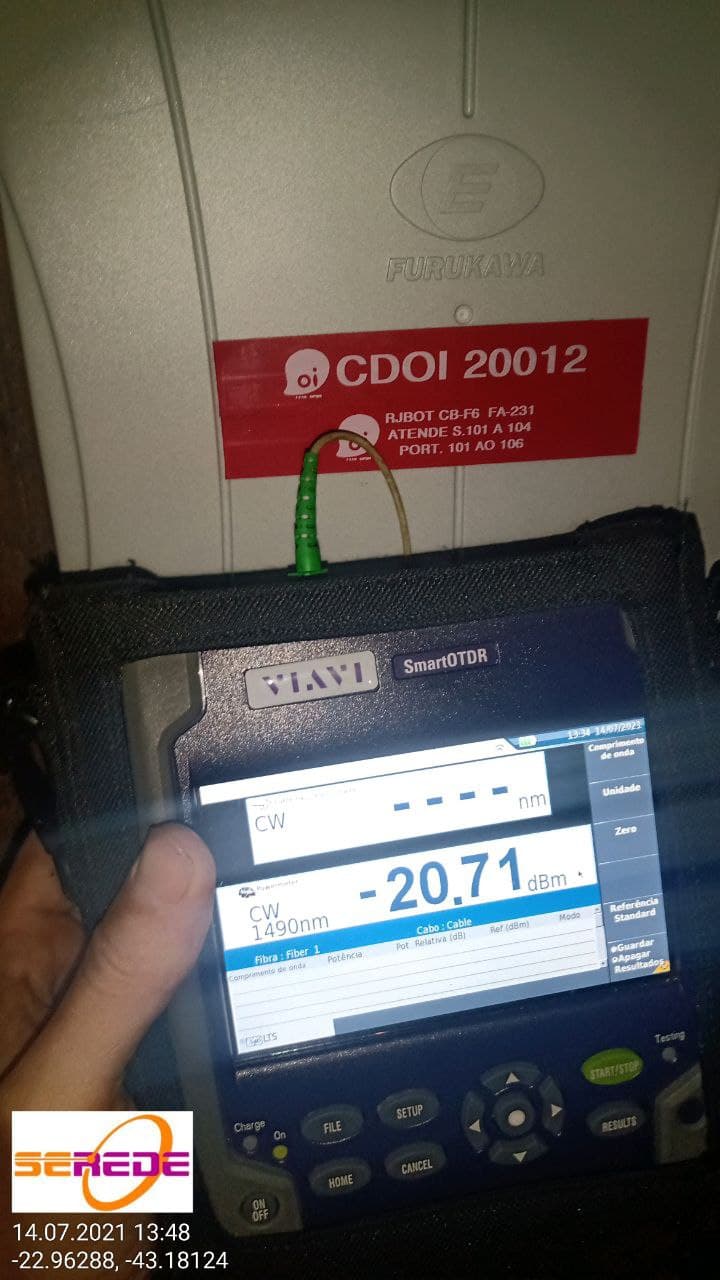 FURUKAWA
oi CDOI 20012
oi RJBOT CB-F6 FA-231
ATENDE S.101 A 104
PORT. 101 AO 106
VIAVI
SmartOTDR
13:34 14/07/2021
Comprimento de onda
Unidade
Zero
Referência Standard
Guardar
Apagar
Resultados
CW
- - - - nm
Powermeter
CW
1490nm
-20.71 dBm
Fibra : Fiber 1
Cabo : Cable
Comprimento de onda Potência Pot. Relativa (dB) Ref (dBm) Modo
LTS
Testing
START/STOP
Charge
On
FILE
SETUP
RESULTS
HOME
CANCEL
ON
OFF
SEREDE
14.07.2021 13:48
-22.96288, -43.18124